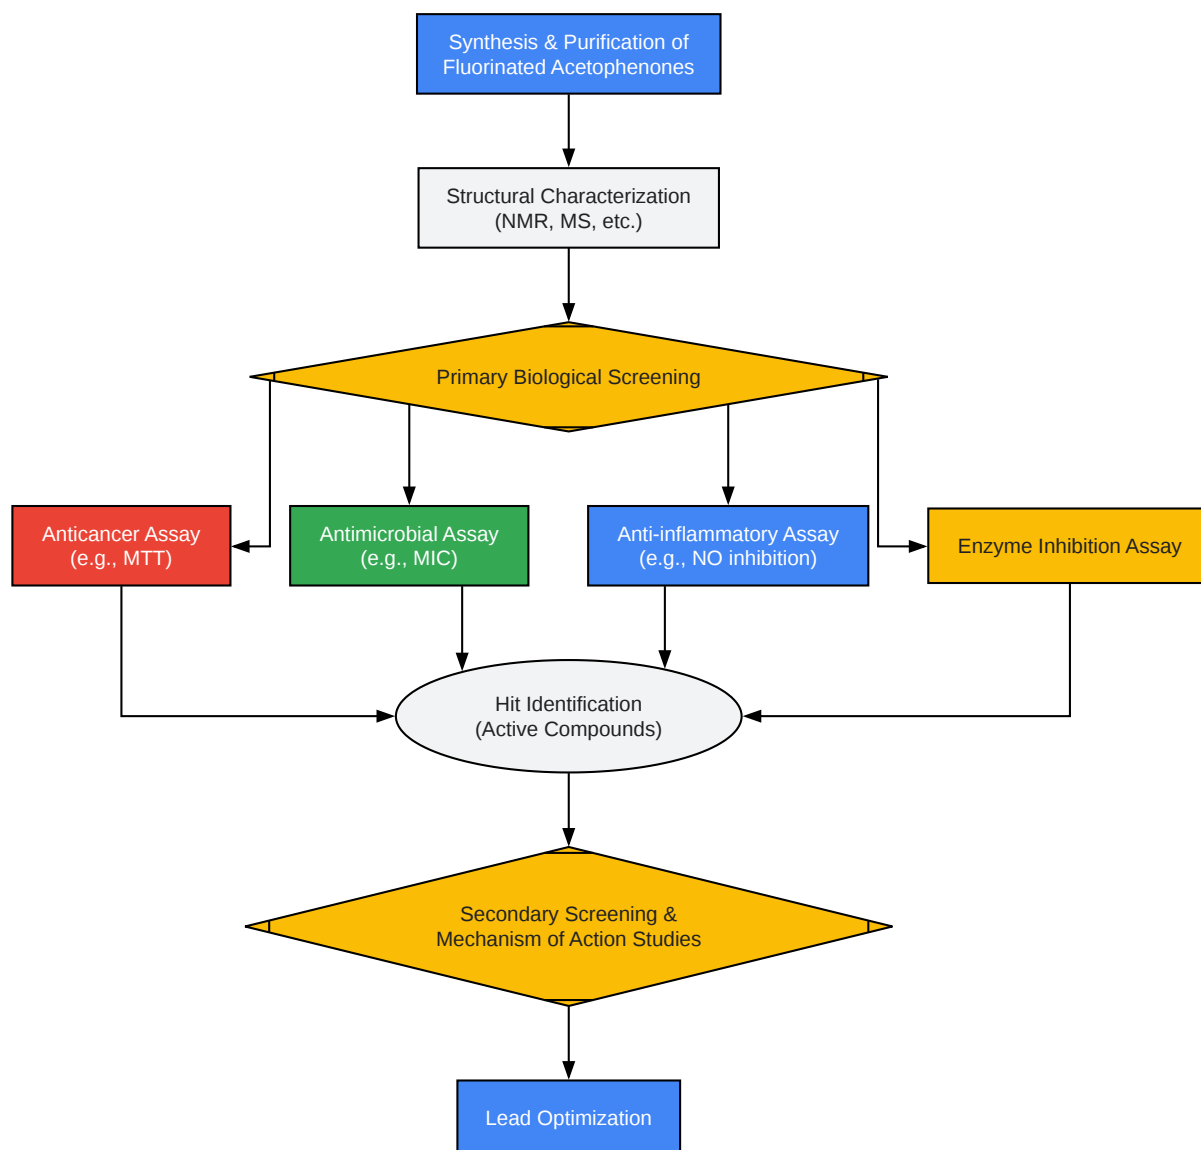 Synthesis & Purification of
Fluorinated Acetophenones
Structural Characterization
(NMR, MS, etc.)
Primary Biological Screening
Anticancer Assay
(e.g., MTT)
Antimicrobial Assay
(e.g., MIC)
Anti-inflammatory Assay
(e.g., NO inhibition)
Enzyme Inhibition Assay
Hit Identification
(Active Compounds)
Secondary Screening &
Mechanism of Action Studies
Lead Optimization